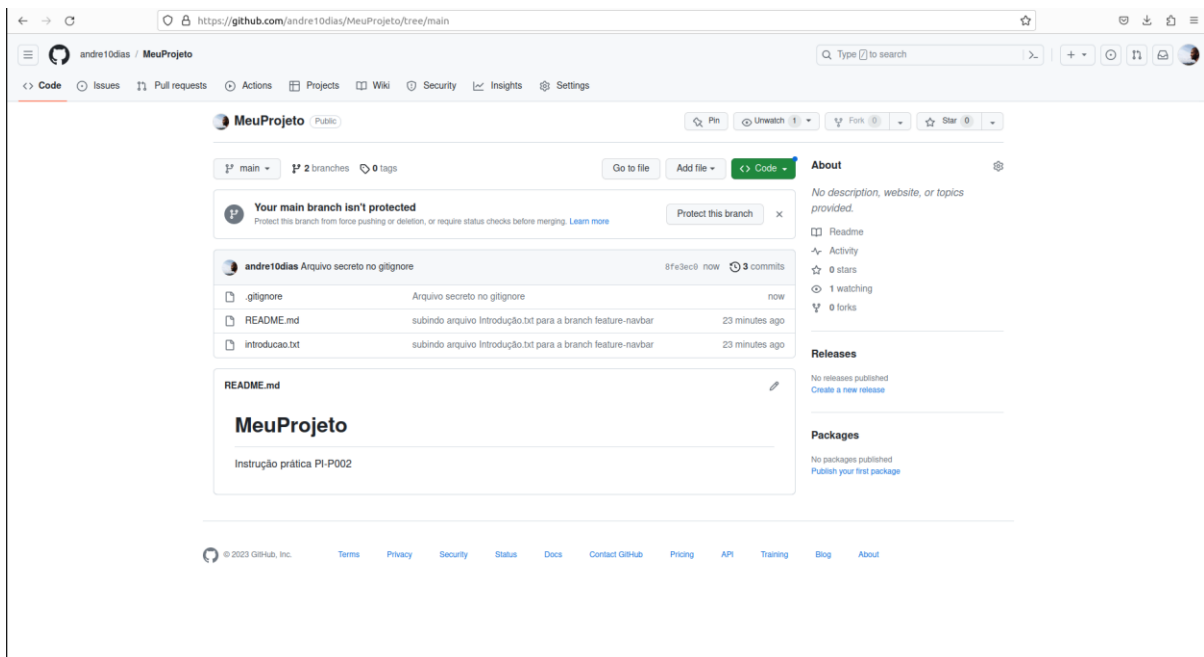 https://github.com/andre10dias/MeuProjeto/tree/main
andre10dias / MeuProjeto
Type / to search
Code Issues Pull requests Actions Projects Wiki Security Insights Settings
MeuProjeto Public
Pin Unwatch 1 Fork 0 Star 0
main 2 branches 0 tags Go to file Add file Code
Your main branch isn't protected
Protect this branch from force pushing or deletion, or require status checks before merging. Learn more
Protect this branch
andre10dias Arquivo secreto no gitignore 8fe3ec0 now 3 commits
.gitignore Arquivo secreto no gitignore now
README.md subindo arquivo Introdução.txt para a branch feature-navbar 23 minutes ago
introducao.txt subindo arquivo Introdução.txt para a branch feature-navbar 23 minutes ago
README.md
MeuProjeto
Instrução prática PI-P002
About
No description, website, or topics
provided.
Readme
Activity
0 stars
1 watching
0 forks
Releases
No releases published
Create a new release
Packages
No packages published
Publish your first package
© 2023 GitHub, Inc. Terms Privacy Security Status Docs Contact GitHub Pricing API Training Blog About